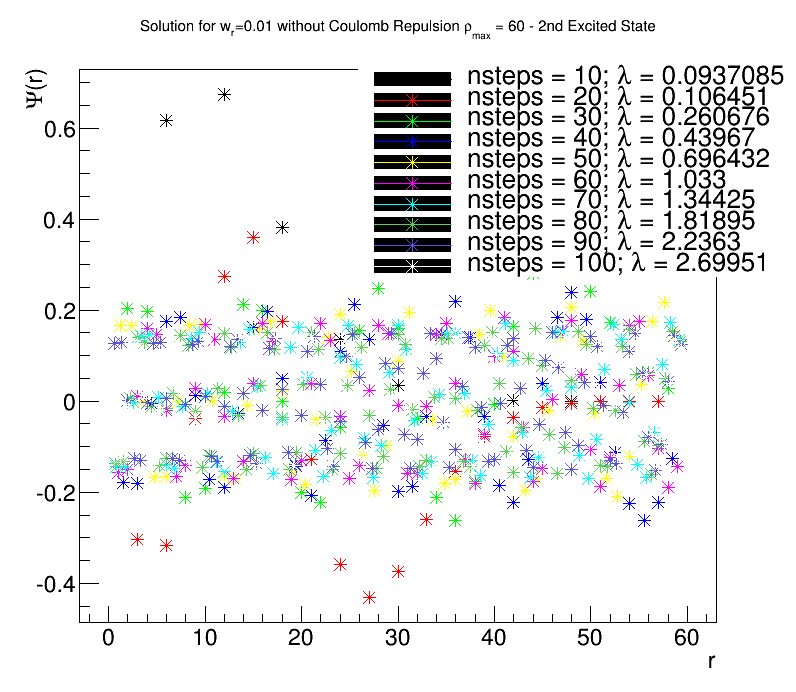 Solution for wr=0.01 without Coulomb Repulsion ρmax = 60 - 2nd Excited State
Ψ(r)
nsteps = 10; λ = 0.0937085
nsteps = 20; λ = 0.106451
nsteps = 30; λ = 0.260676
nsteps = 40; λ = 0.43967
nsteps = 50; λ = 0.696432
nsteps = 60; λ = 1.033
nsteps = 70; λ = 1.34425
nsteps = 80; λ = 1.81895
nsteps = 90; λ = 2.2363
nsteps = 100; λ = 2.69951
0.6
0.4
0.2
0
-0.2
-0.4
0 10 20 30 40 50 60
r